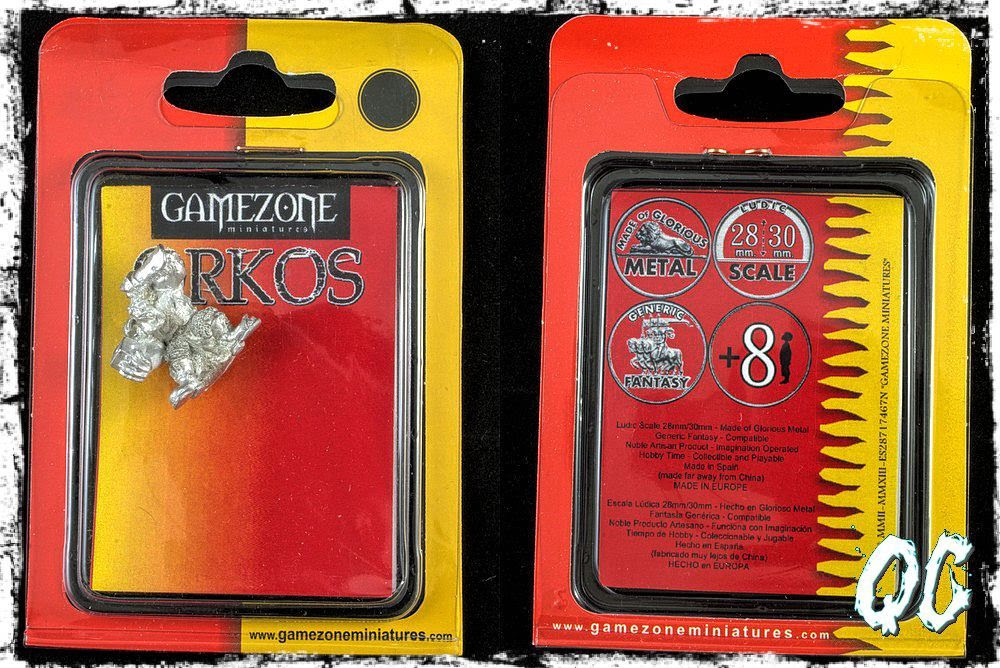 GAMEZONE
miniatures
RKOS
www.gamezoneminiatures.com
MADE OF GLORIOUS
METAL
LUDIC
28 30
mm. mm.
SCALE
GENERIC
FANTASY
+8
Ludic Scale 28mm/30mm - Made of Glorious Metal
Generic Fantasy - Compatible
Noble Artisan Product - Imagination Operated
Hobby Time - Collectible and Playable
Made in Spain
(made far away from China)
MADE IN EUROPE
Escala Lúdica 28mm/30mm - Hecho en Glorioso Metal
Fantasía Genérica - Compatible
Noble Producto Artesano - Funciona con Imaginación
Tiempo de Hobby - Coleccionable y Jugable
Hecho en España
(fabricado muy lejos de China)
HECHO en EUROPA
MMII-MMXIII-ES28717467N "GAMEZONE MINIATURES"
www.gamezoneminiatures.com
QC